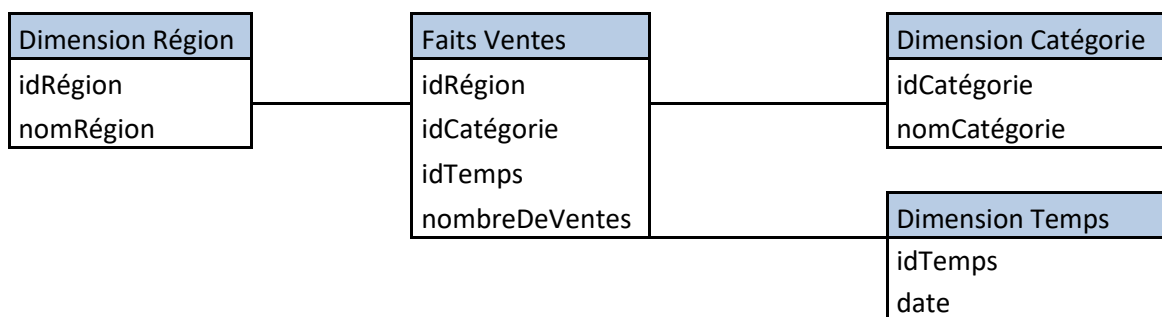 Dimension Région
idRégion
nomRégion
Faits Ventes
idRégion
idCatégorie
idTemps
nombreDeVentes
Dimension Catégorie
idCatégorie
nomCatégorie
Dimension Temps
idTemps
date